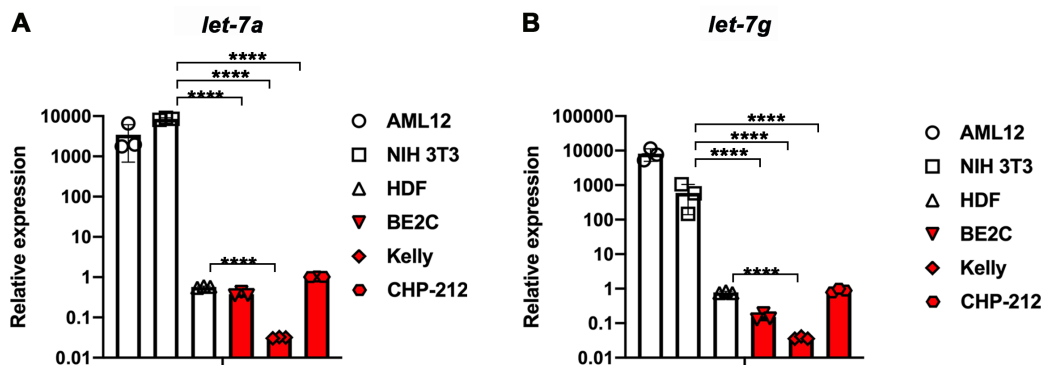 A
let-7a
****
****
****
****
Relative expression
10000
1000
100
10
1
0.1
0.01
AML12
NIH 3T3
HDF
BE2C
Kelly
CHP-212
B
let-7g
****
****
****
****
Relative expression
100000
10000
1000
100
10
1
0.1
0.01
AML12
NIH 3T3
HDF
BE2C
Kelly
CHP-212